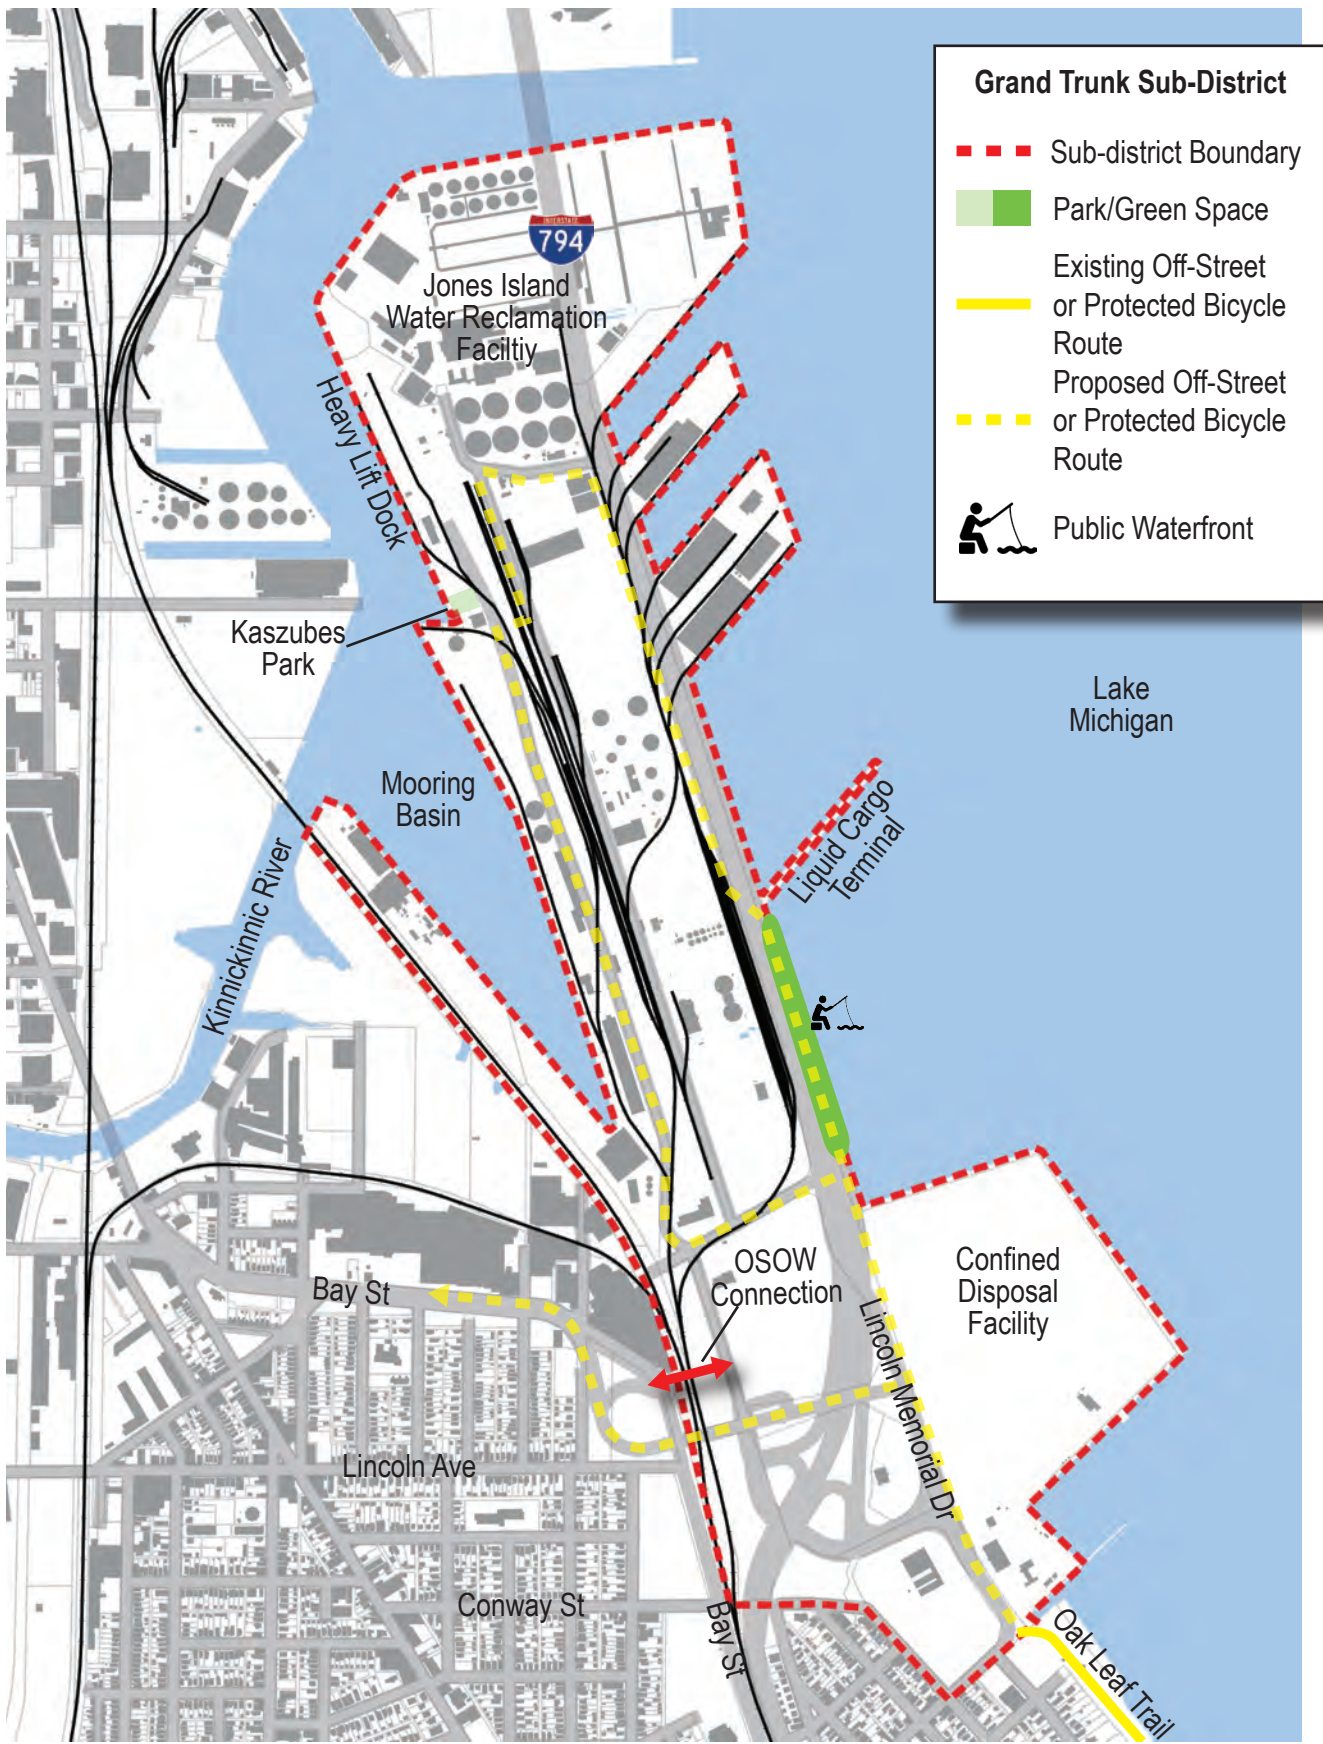 Grand Trunk Sub-District
Sub-district Boundary
Park/Green Space
Existing Off-Street
or Protected Bicycle
Route
Proposed Off-Street
or Protected Bicycle
Route
Public Waterfront
INTERSTATE
794
Jones Island
Water Reclamation
Faciltiy
Heavy Lift Dock
Kaszubes
Park
Lake
Michigan
Mooring
Basin
Liquid Cargo
Terminal
Kinnickinnic River
OSOW
Connection
Confined
Disposal
Facility
Bay St
Lincoln Memorial Dr
Lincoln Ave
Conway St
Bay St
Oak Leaf Trail